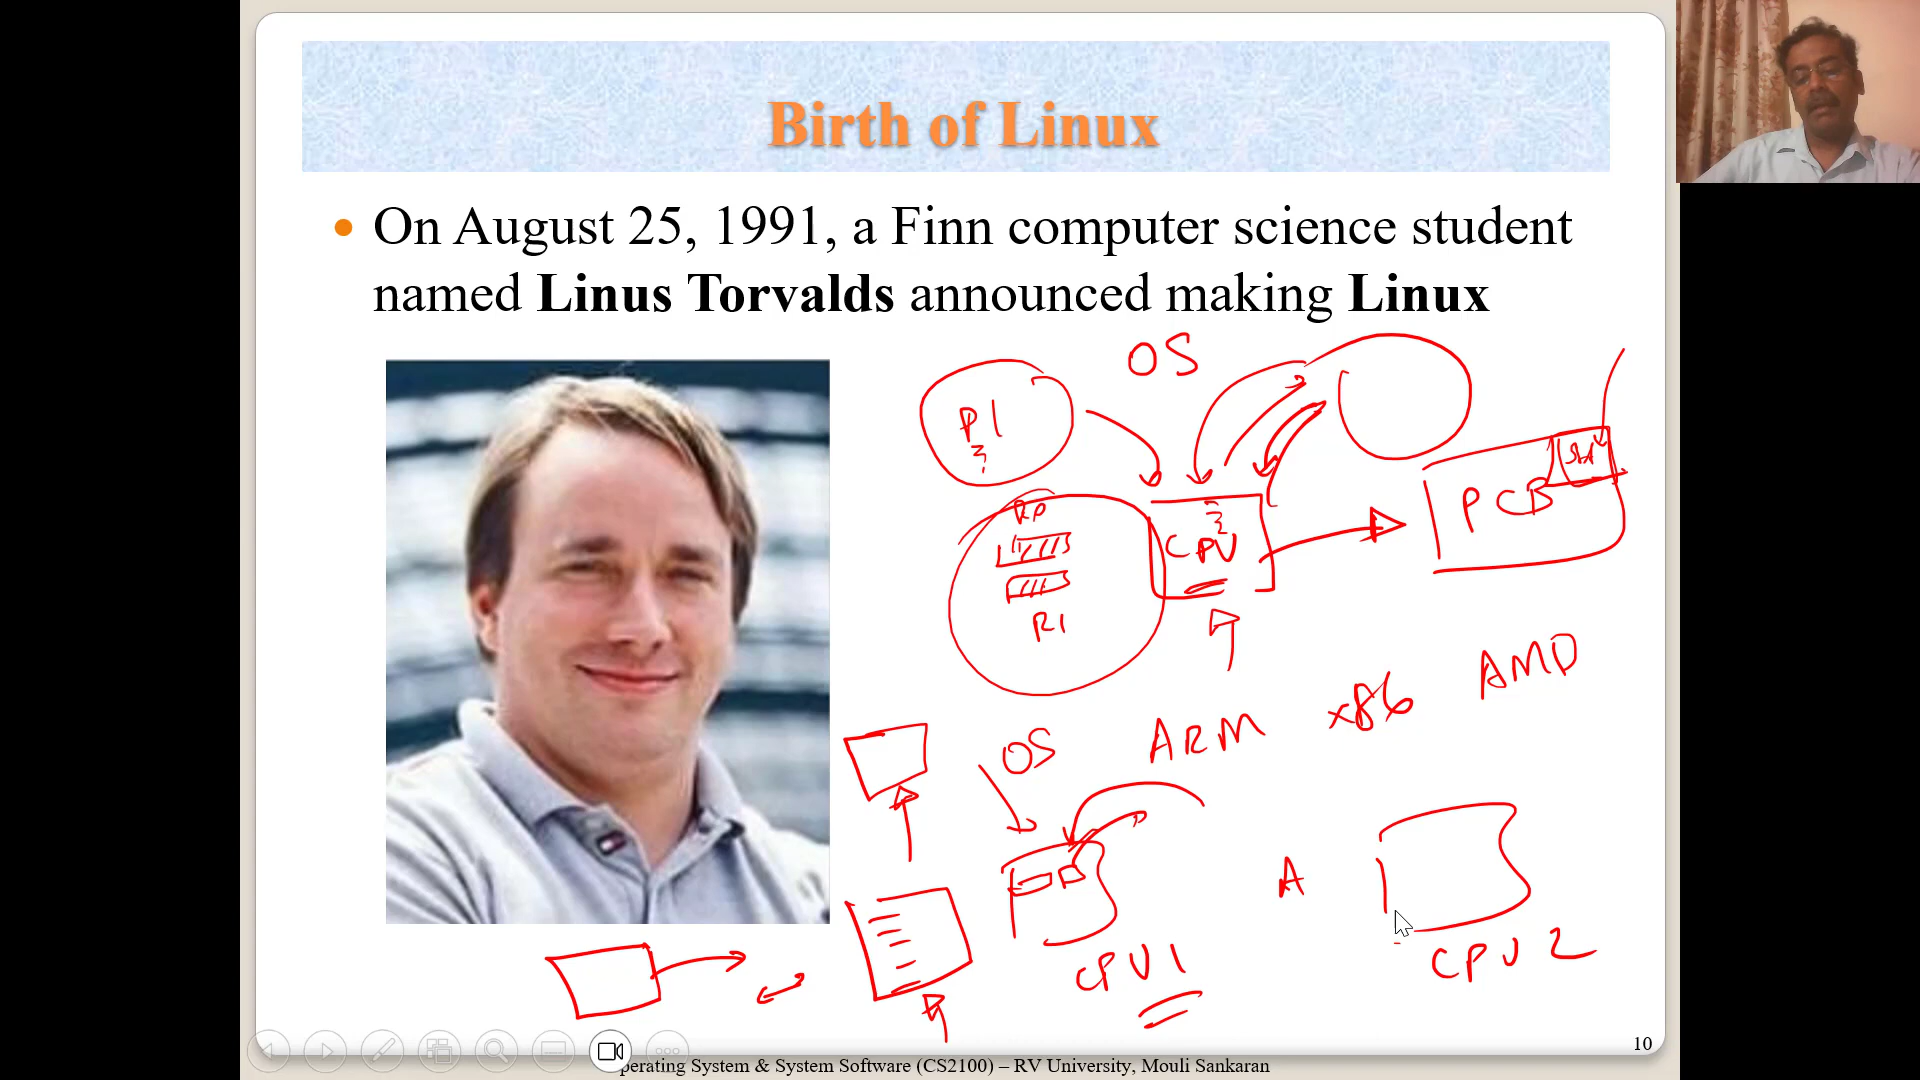 Birth of Linux
On August 25, 1991, a Finn computer science student
named Linus Torvalds announced making Linux
OS
P1
PCB
CPU
R1
AMD
x86
ARM
OS
A
CPU1
CPU 2
10
perating System & System Software (CS2100) – RV University, Mouli Sankaran